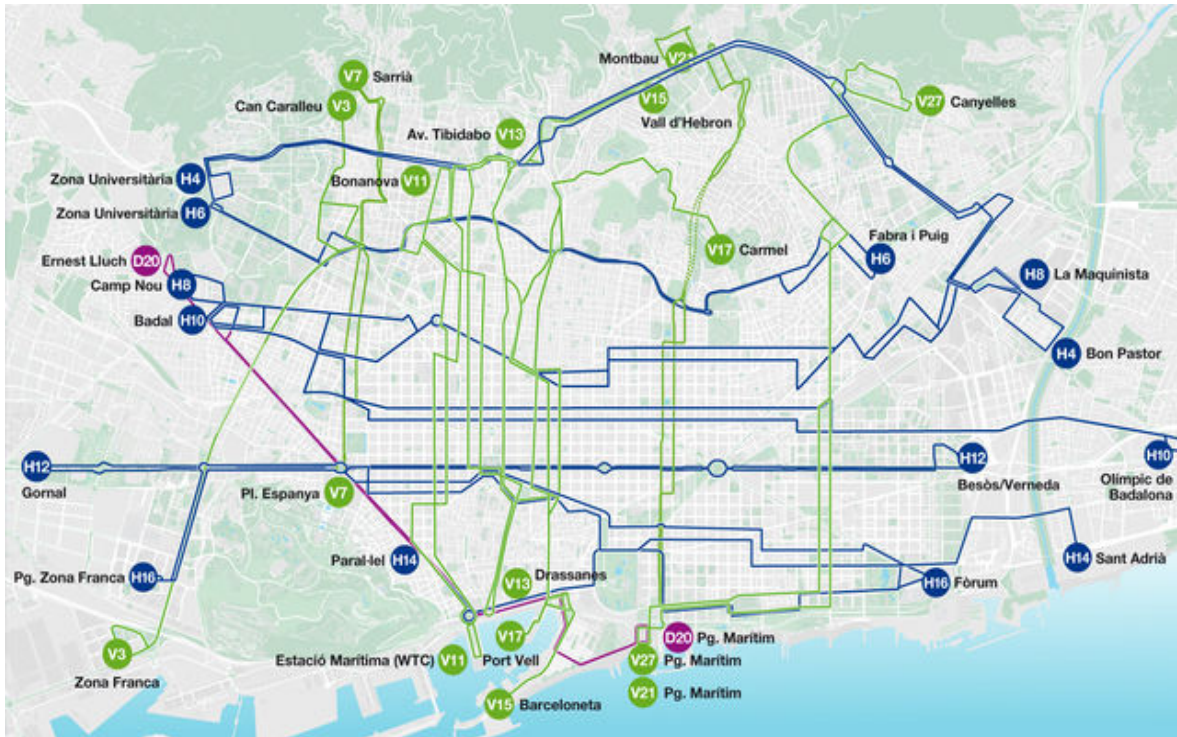 Montbau V21
V7 Sarrià
Can Caralleu V3
V15
Vall d'Hebron
V27 Canyelles
Av. Tibidabo V13
Zona Universitària H4
Bonanova V11
Zona Universitària H6
V17 Carmel
Fabra i Puig
H6
Ernest Lluch D20
Camp Nou H8
H8 La Maquinista
Badal H10
H4 Bon Pastor
H12
Gornal
H12
Besòs/Verneda
H10
Olímpic de
Badalona
Pl. Espanya V7
Paral·lel H14
H14 Sant Adrià
Pg. Zona Franca H16
H16 Fòrum
Drassanes
V13
V17
Port Vell
D20 Pg. Marítim
V3
Zona Franca
Estació Marítima (WTC) V11
V27 Pg. Marítim
V21 Pg. Marítim
V15 Barceloneta